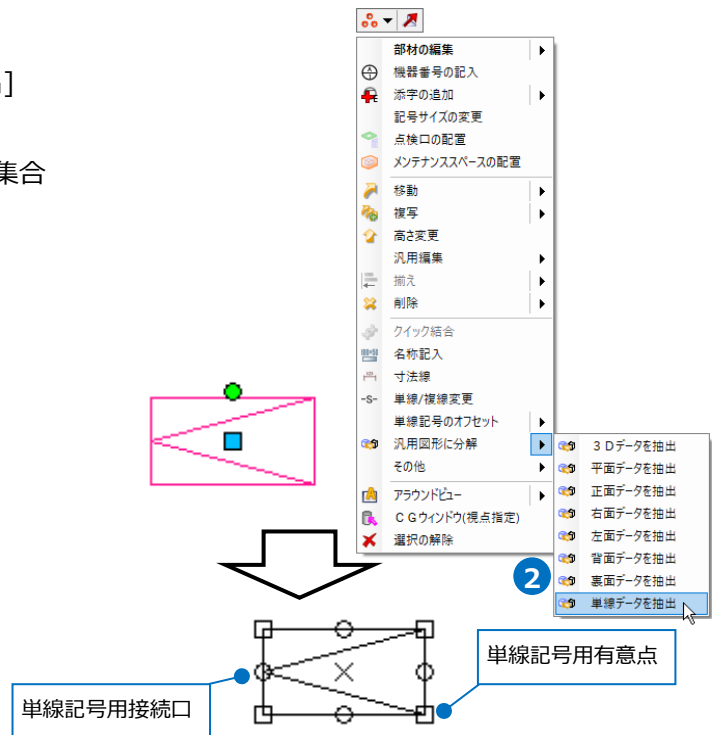 ]
集合
部材の編集
機器番号の記入
添字の追加
記号サイズの変更
点検口の配置
メンテナンススペースの配置
移動
複写
高さ変更
汎用編集
揃え
削除
クイック結合
名称記入
寸法線
-S- 単線/複線変更
単線記号のオフセット
汎用図形に分解
その他
アラウンドビュー
CGウィンドウ(視点指定)
選択の解除
3Dデータを抽出
平面データを抽出
正面データを抽出
右面データを抽出
左面データを抽出
背面データを抽出
裏面データを抽出
単線データを抽出
2
単線記号用有意点
単線記号用接続口